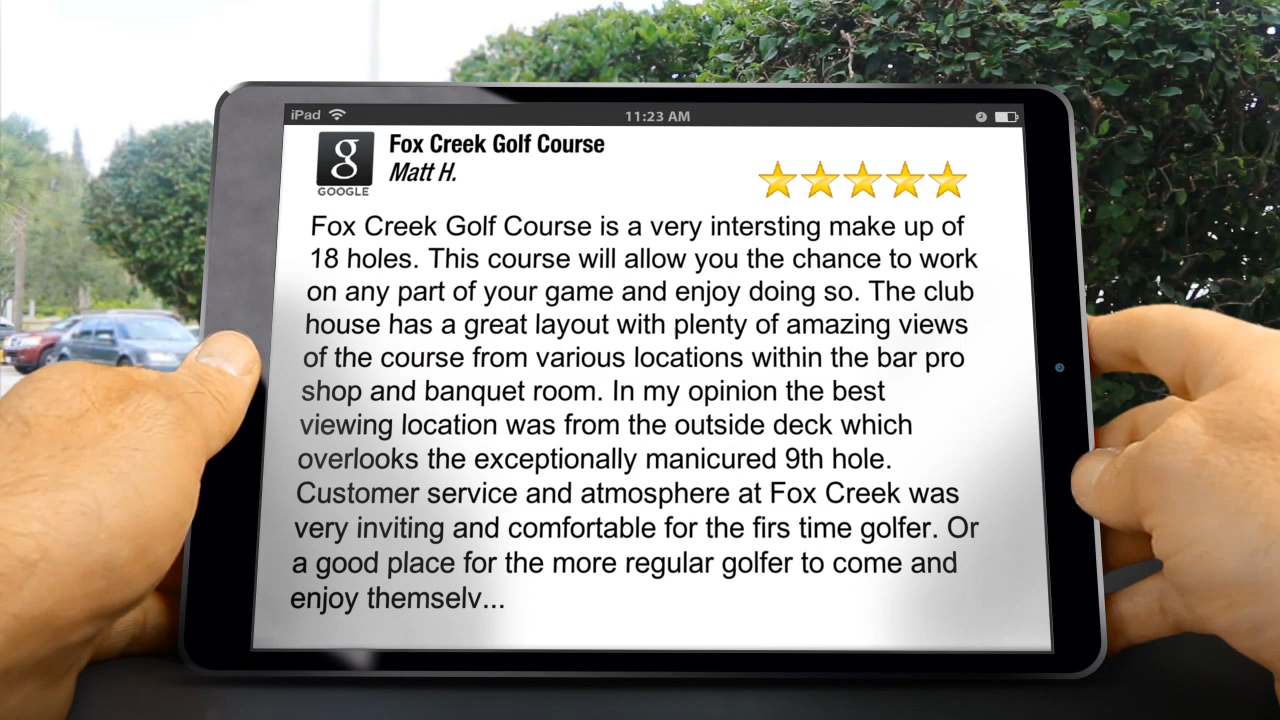 iPad 11:23 AM
g
GOOGLE
Fox Creek Golf Course
Matt H.
Fox Creek Golf Course is a very intersting make up of
18 holes. This course will allow you the chance to work
on any part of your game and enjoy doing so. The club
house has a great layout with plenty of amazing views
of the course from various locations within the bar pro
shop and banquet room. In my opinion the best
viewing location was from the outside deck which
overlooks the exceptionally manicured 9th hole.
Customer service and atmosphere at Fox Creek was
very inviting and comfortable for the firs time golfer. Or
a good place for the more regular golfer to come and
enjoy themselv...